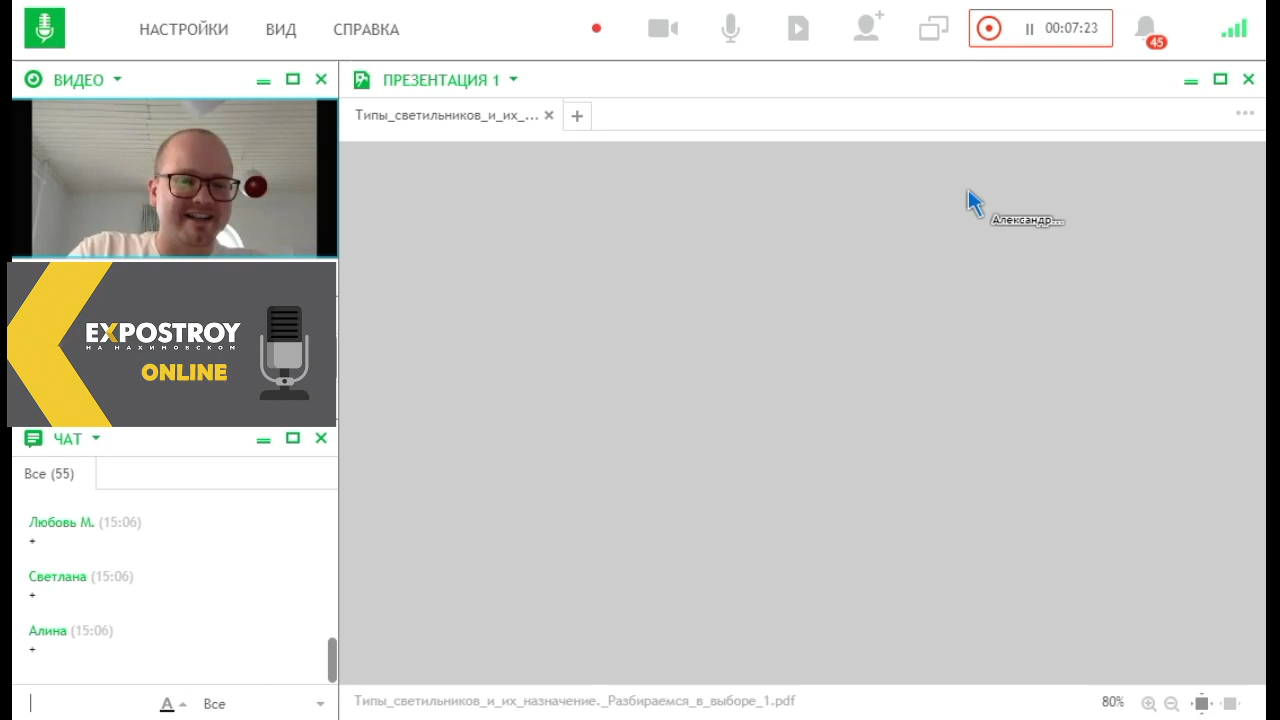 НАСТРОЙКИ ВИД СПРАВКА
00:07:23
45
ВИДЕО
ПРЕЗЕНТАЦИЯ 1
Типы_светильников_и_их_...
Александр...
EXPOSTROY
НА НАХИМОВСКОМ
ONLINE
ЧАТ
Все (55)
Любовь М. (15:06)
+
Светлана (15:06)
+
Алина (15:06)
+
A Все
Типы_светильников_и_их_назначение._Разбираемся_в_выборе_1.pdf
80%